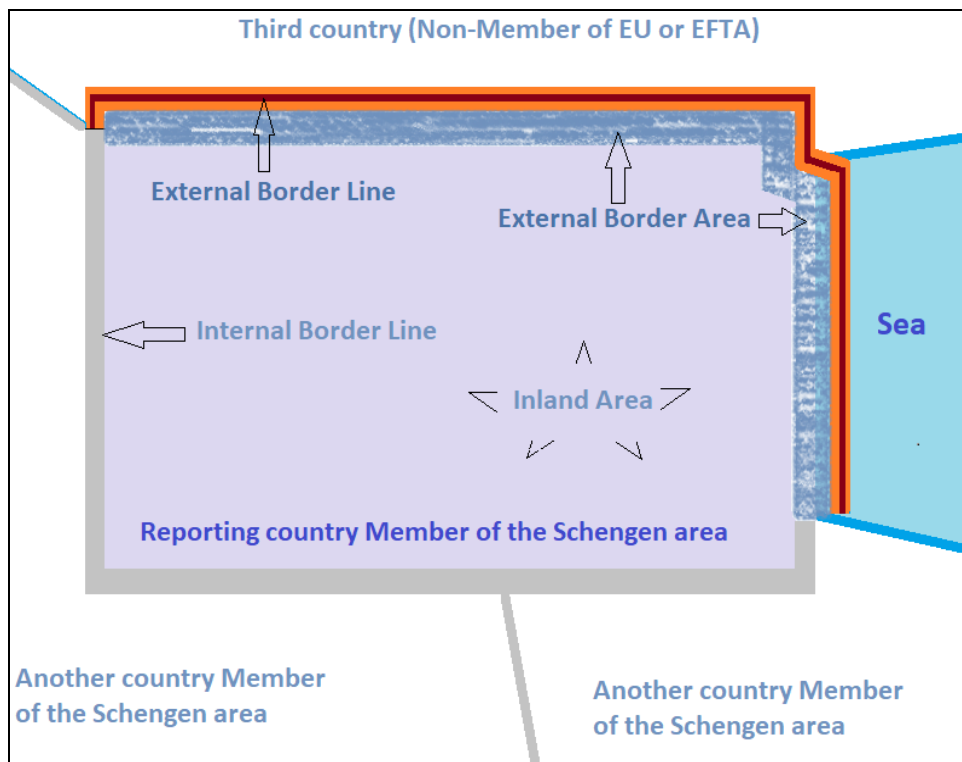 Third country (Non-Member of EU or EFTA)
External Border Line
External Border Area
Internal Border Line
Sea
Inland Area
Reporting country Member of the Schengen area
Another country Member
of the Schengen area
Another country Member
of the Schengen area